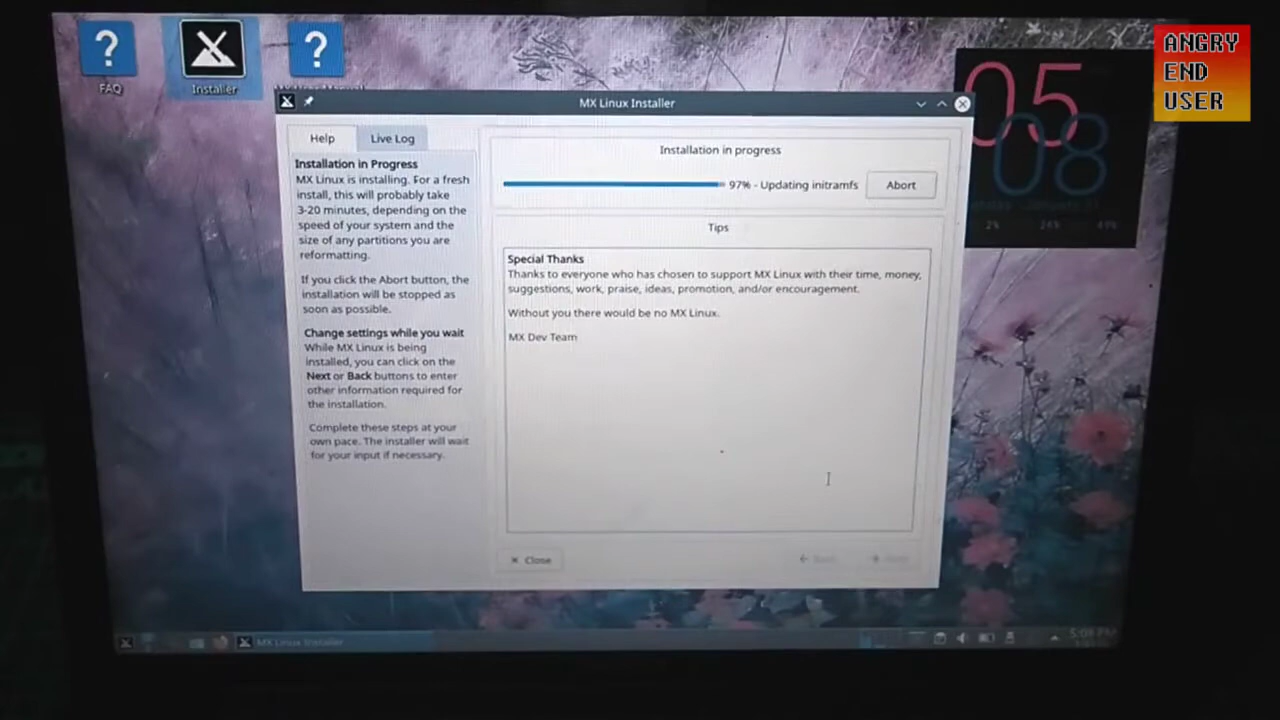 ANGRY
END
USER
FAQ
Installer
MX Linux Installer
05
08
Help
Live Log
Installation in Progress
MX Linux is installing. For a fresh
install, this will probably take
3-20 minutes, depending on the
speed of your system and the
size of any partitions you are
reformatting.
If you click the Abort button, the
installation will be stopped as
soon as possible.
Change settings while you wait
While MX Linux is being
installed, you can click on the
Next or Back buttons to enter
other information required for
the installation.
Complete these steps at your
own pace. The installer will wait
for your input if necessary.
Installation in progress
97% - Updating initramfs
Abort
Tips
Special Thanks
Thanks to everyone who has chosen to support MX Linux with their time, money,
suggestions, work, praise, ideas, promotion, and/or encouragement.
Without you there would be no MX Linux.
MX Dev Team
Close
2%
MX Linux Installer
5:08 PM